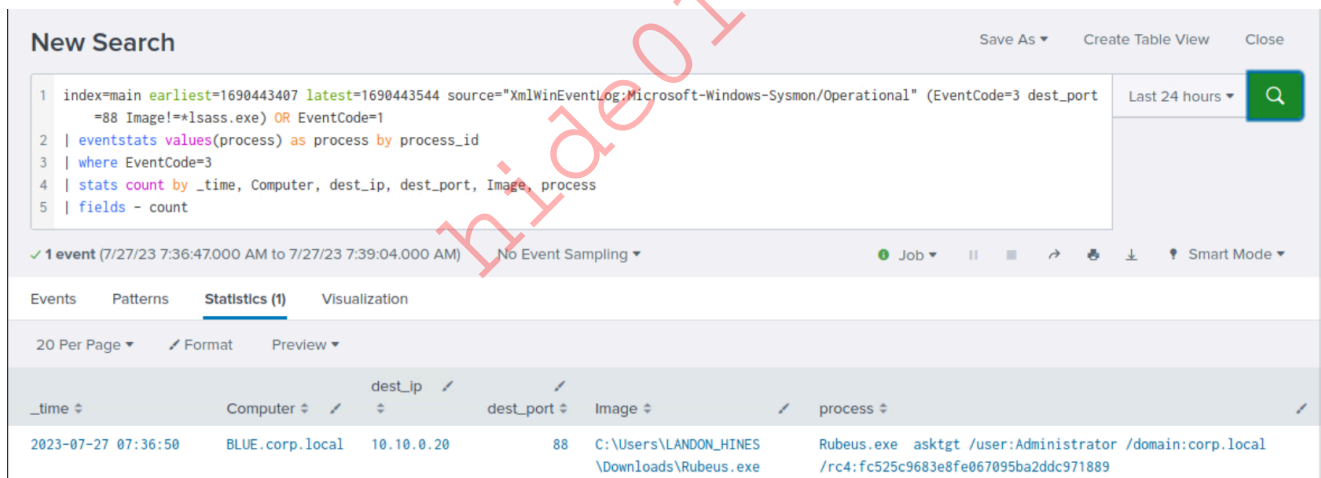 New Search
Save As
Create Table View
Close
1 index=main earliest=1690443407 latest=1690443544 source="XmlWinEventLog:Microsoft-Windows-Sysmon/Operational" (EventCode=3 dest_port
=88 Image!=*lsass.exe) OR EventCode=1
Last 24 hours
2 | eventstats values(process) as process by process_id
3 | where EventCode=3
4 | stats count by _time, Computer, dest_ip, dest_port, Image, process
5 | fields - count
1 event (7/27/23 7:36:47.000 AM to 7/27/23 7:39:04.000 AM)
No Event Sampling
Job
Smart Mode
Events
Patterns
Statistics (1)
Visualization
20 Per Page
Format
Preview
_time
Computer
dest_ip
dest_port
Image
process
2023-07-27 07:36:50
BLUE.corp.local
10.10.0.20
88
C:\Users\LANDON_HINES
\Downloads\Rubeus.exe
Rubeus.exe asktgt /user:Administrator /domain:corp.local
/rc4:fc525c9683e8fe067095ba2ddc971889
hide01